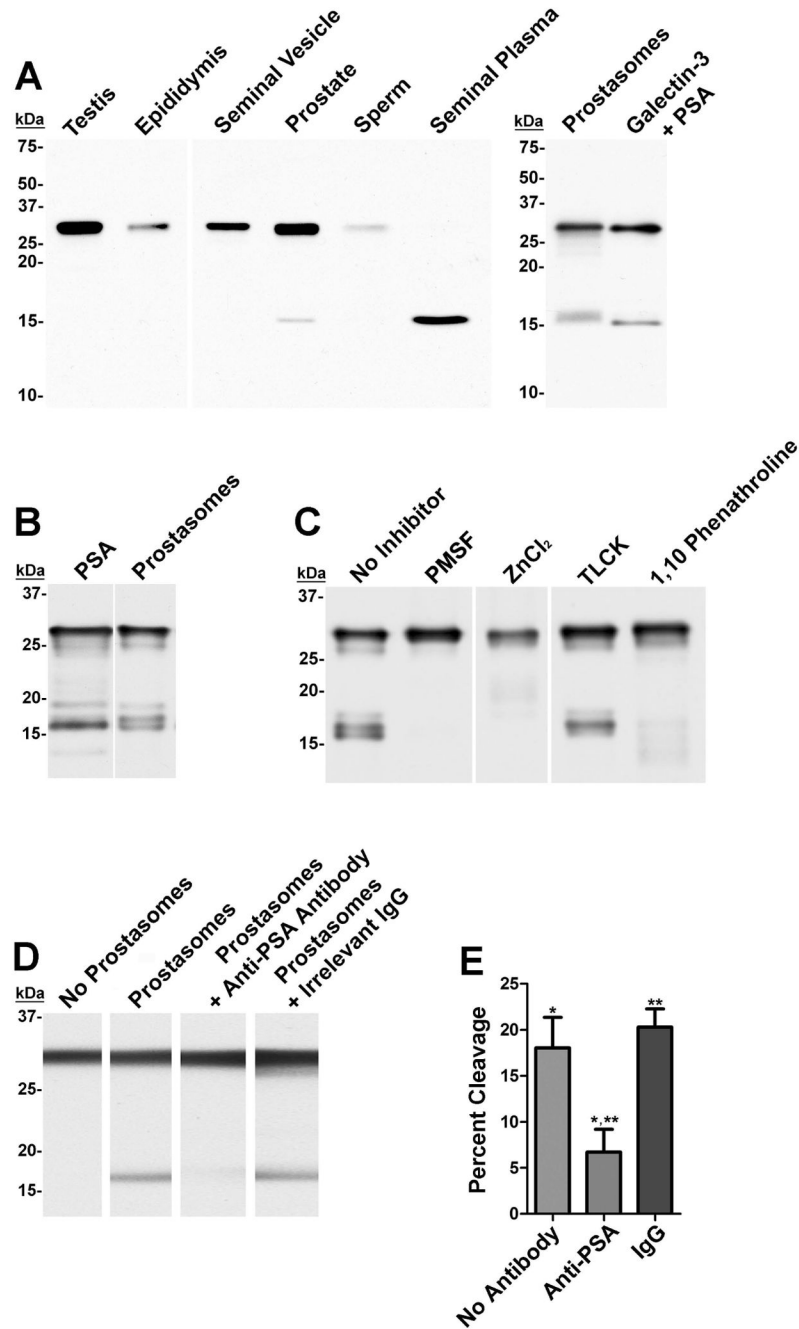 A
kDa
Testis
Epididymis
Seminal Vesicle
Prostate
Sperm
Seminal Plasma
75-
50-
37-
25-
20-
15-
10-
kDa
Prostasomes
Galectin-3
+ PSA
75-
50-
37-
25-
20-
15-
10-
B
kDa
PSA
Prostasomes
37-
25-
20-
15-
C
kDa
No Inhibitor
PMSF
ZnCl₂
TLCK
1,10 Phenathroline
37-
25-
20-
15-
D
kDa
No Prostasomes
Prostasomes
Prostasomes
+ Anti-PSA Antibody
Prostasomes
+ Irrelevant IgG
37-
25-
20-
15-
E
Percent Cleavage
25
20
15
10
5
0
*
*,**
**
No Antibody
Anti-PSA
IgG